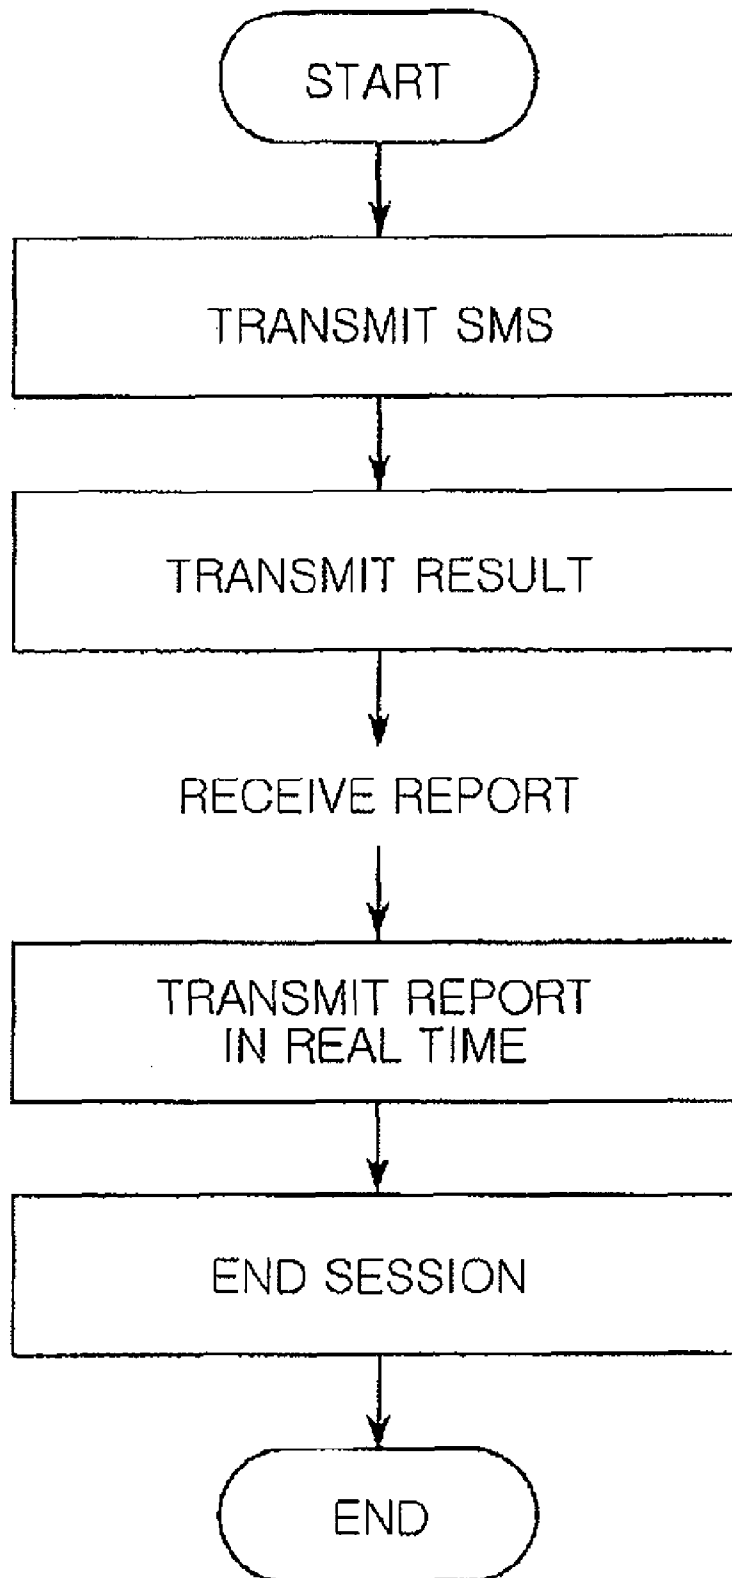 START
TRANSMIT SMS
TRANSMIT RESULT
RECEIVE REPORT
TRANSMIT REPORT
IN REAL TIME
END SESSION
END